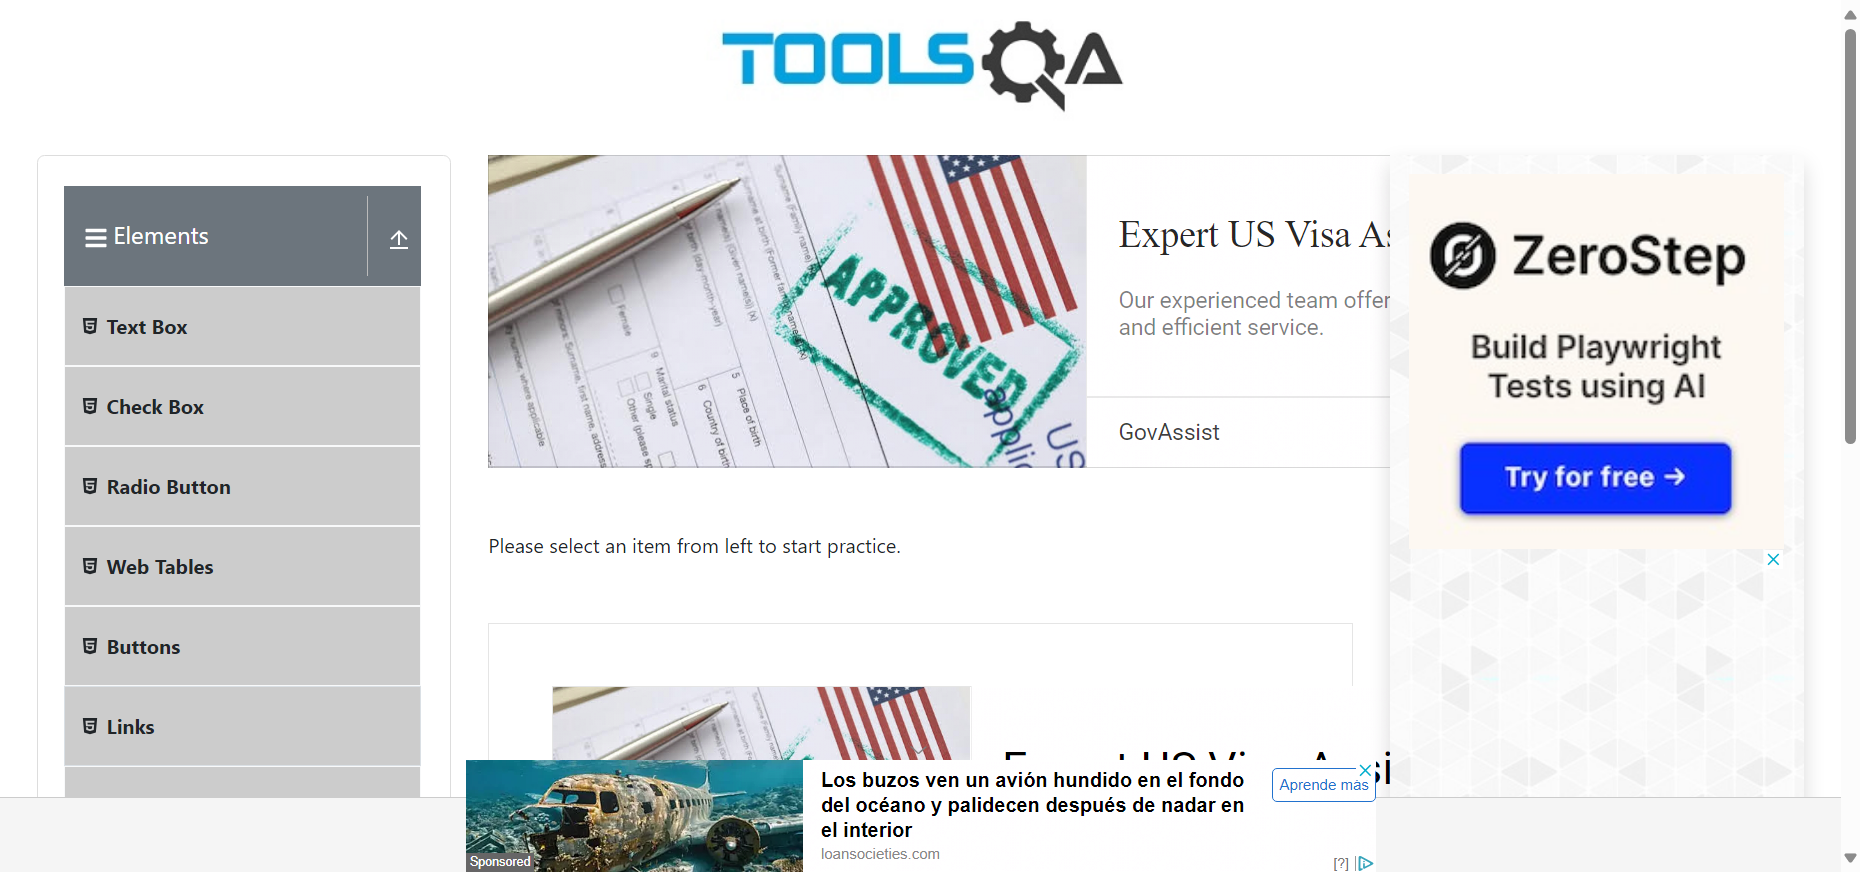 TOOLSQA
Elements
Text Box
Check Box
Radio Button
Web Tables
Buttons
Links
APPROVED
Expert US Visa As
Our experienced team offer
and efficient service.
GovAssist
ZeroStep
Build Playwright
Tests using AI
Try for free →
Please select an item from left to start practice.
Los buzos ven un avión hundido en el fondo
del océano y palidecen después de nadar en
el interior
loansocieties.com
Aprende más
Sponsored
[?]